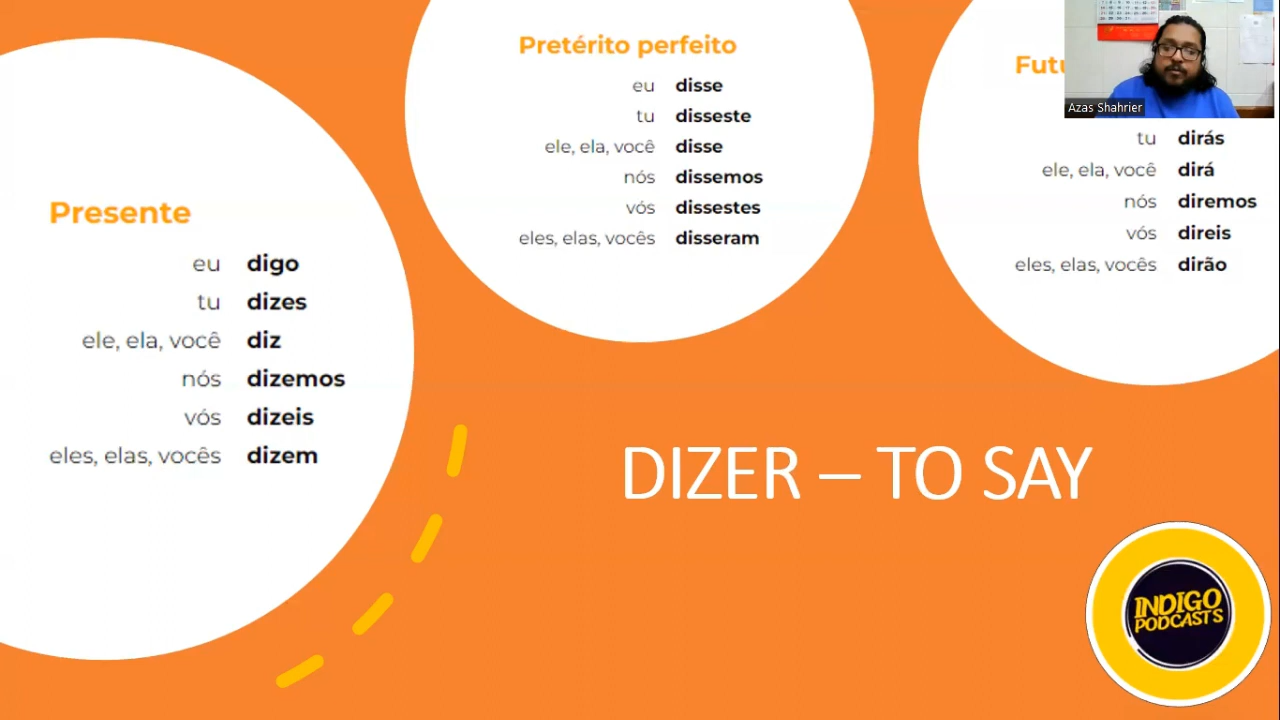 Presente
eu digo
tu dizes
ele, ela, você diz
nós dizemos
vós dizeis
eles, elas, vocês dizem
Pretérito perfeito
eu disse
tu disseste
ele, ela, você disse
nós dissemos
vós dissestes
eles, elas, vocês disseram
tu dirás
ele, ela, você dirá
nós diremos
vós direis
eles, elas, vocês dirão
Azas Shahrier
DIZER – TO SAY
INDIGO
PODCASTS